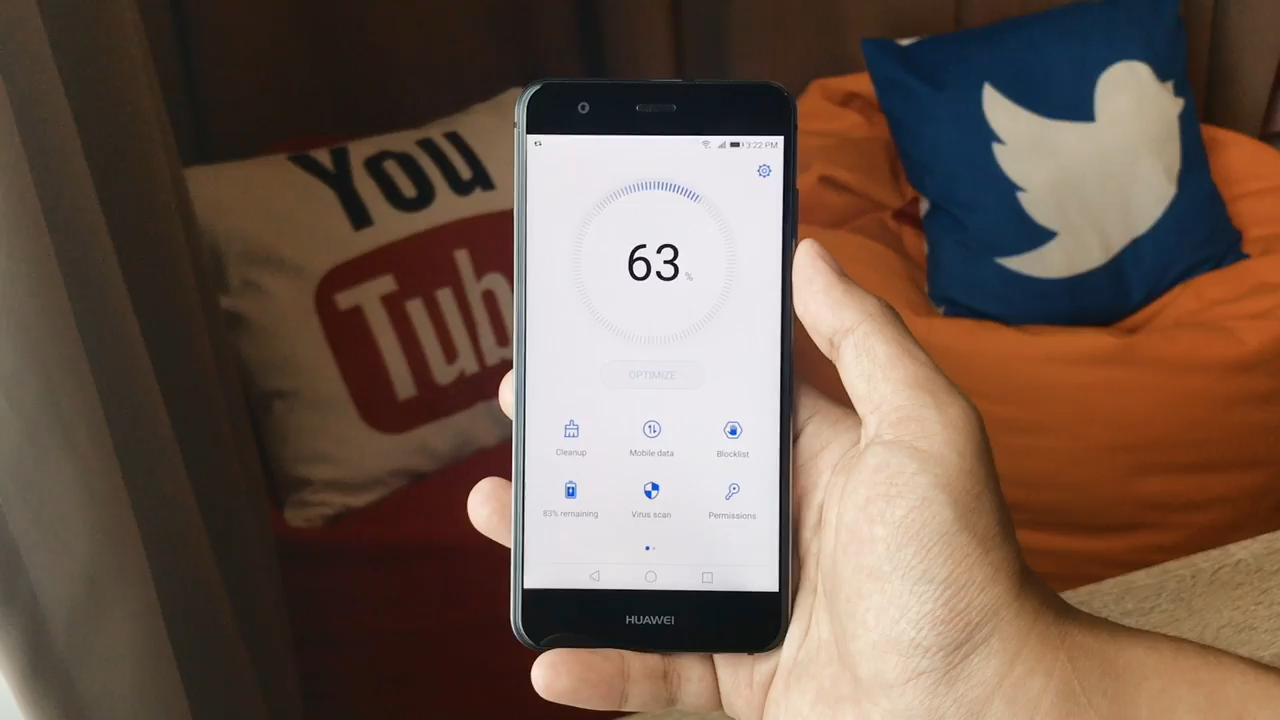 You
Tub
3:22 PM
63 %
OPTIMIZE
Cleanup
Mobile data
Blocklist
83% remaining
Virus scan
Permissions
HUAWEI